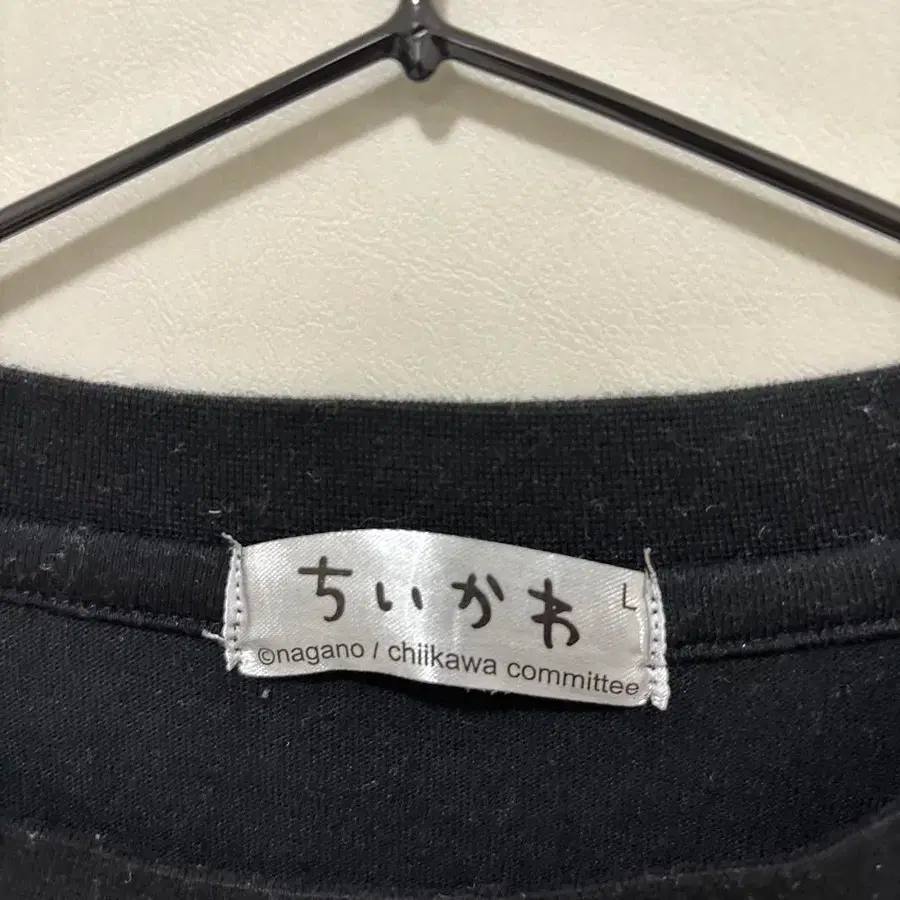 ちいかわ
L
©nagano / chiikawa committee